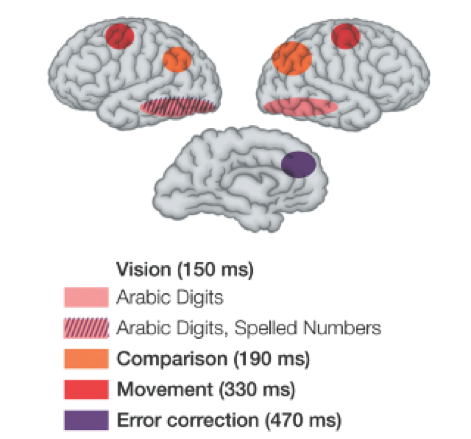 Vision (150 ms)
Arabic Digits
Arabic Digits, Spelled Numbers
Comparison (190 ms)
Movement (330 ms)
Error correction (470 ms)